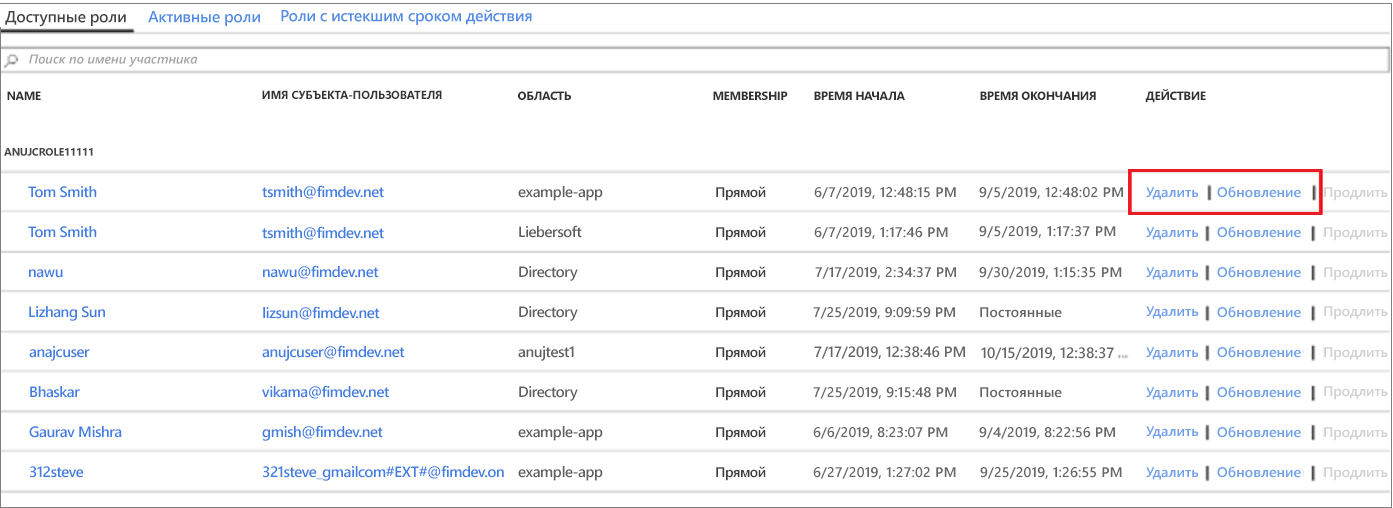 Доступные роли Активные роли Роли с истекшим сроком действия
Поиск по имени участника
NAME ИМЯ СУБЪЕКТА-ПОЛЬЗОВАТЕЛЯ ОБЛАСТЬ MEMBERSHIP ВРЕМЯ НАЧАЛА ВРЕМЯ ОКОНЧАНИЯ ДЕЙСТВИЕ
ANUJCROLE11111
Tom Smith tsmith@fimdev.net example-app Прямой 6/7/2019, 12:48:15 PM 9/5/2019, 12:48:02 PM Удалить | Обновление | Продлить
Tom Smith tsmith@fimdev.net Liebersoft Прямой 6/7/2019, 1:17:46 PM 9/5/2019, 1:17:37 PM Удалить | Обновление | Продлить
nawu nawu@fimdev.net Directory Прямой 7/17/2019, 2:34:37 PM 9/30/2019, 1:15:35 PM Удалить | Обновление | Продлить
Lizhang Sun lizsun@fimdev.net Directory Прямой 7/25/2019, 9:09:59 PM Постоянные Удалить | Обновление | Продлить
anajcuser anujcuser@fimdev.net anujtest1 Прямой 7/17/2019, 12:38:46 PM 10/15/2019, 12:38:37 ... Удалить | Обновление | Продлить
Bhaskar vikama@fimdev.net Directory Прямой 7/25/2019, 9:15:48 PM Постоянные Удалить | Обновление | Продлить
Gaurav Mishra gmish@fimdev.net example-app Прямой 6/6/2019, 8:23:07 PM 9/4/2019, 8:22:56 PM Удалить | Обновление | Продлить
312steve 321steve_gmailcom#EXT#@fimdev.on example-app Прямой 6/27/2019, 1:27:02 PM 9/25/2019, 1:26:55 PM Удалить | Обновление | Продлить